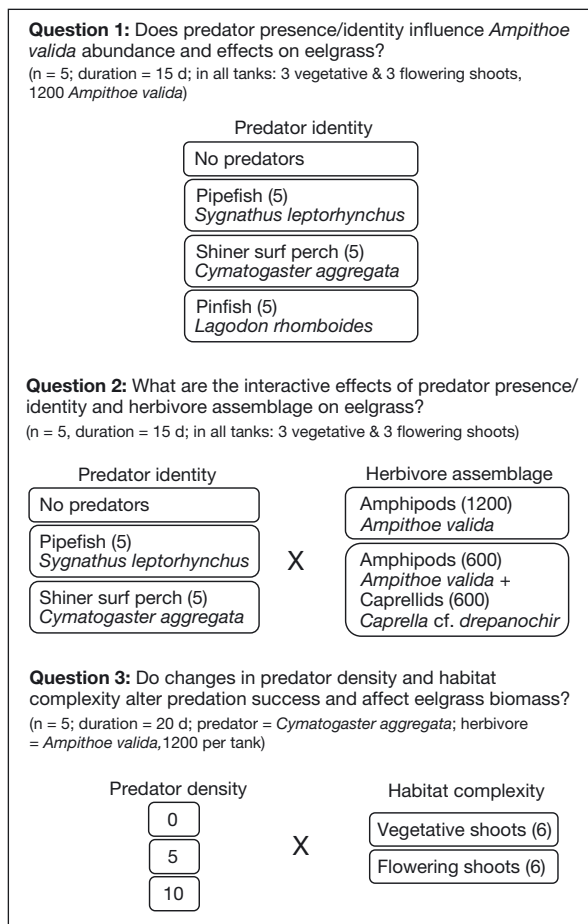 Question 1: Does predator presence/identity influence Ampithoe
valida abundance and effects on eelgrass?
(n = 5; duration = 15 d; in all tanks: 3 vegetative & 3 flowering shoots,
1200 Ampithoe valida)
Predator identity
No predators
Pipefish (5)
Sygnathus leptorhynchus
Shiner surf perch (5)
Cymatogaster aggregata
Pinfish (5)
Lagodon rhomboides
Question 2: What are the interactive effects of predator presence/
identity and herbivore assemblage on eelgrass?
(n = 5, duration = 15 d; in all tanks: 3 vegetative & 3 flowering shoots)
Predator identity
No predators
Pipefish (5)
Sygnathus leptorhynchus
Shiner surf perch (5)
Cymatogaster aggregata
X
Herbivore assemblage
Amphipods (1200)
Ampithoe valida
Amphipods (600)
Ampithoe valida +
Caprellids (600)
Caprella cf. drepanochir
Question 3: Do changes in predator density and habitat
complexity alter predation success and affect eelgrass biomass?
(n = 5; duration = 20 d; predator = Cymatogaster aggregata; herbivore
= Ampithoe valida, 1200 per tank)
Predator density
0
5
10
X
Habitat complexity
Vegetative shoots (6)
Flowering shoots (6)